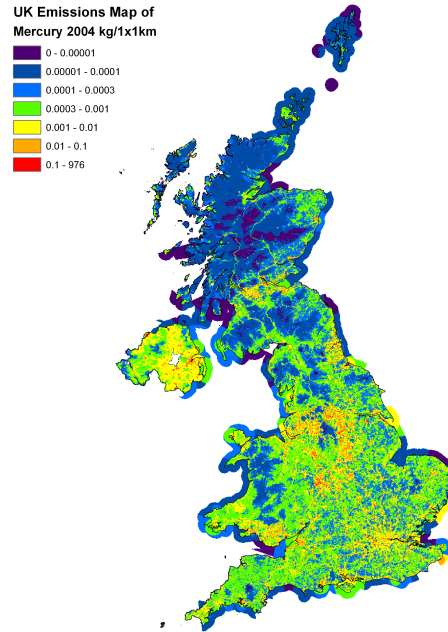 UK Emissions Map of
Mercury 2004 kg/1x1km
0 - 0.00001
0.00001 - 0.0001
0.0001 - 0.0003
0.0003 - 0.001
0.001 - 0.01
0.01 - 0.1
0.1 - 976